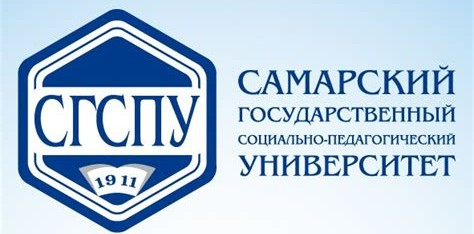 СГСПУ
1911
САМАРСКИЙ
ГОСУДАРСТВЕННЫЙ
СОЦИАЛЬНО-ПЕДАГОГИЧЕСКИЙ
УНИВЕРСИТЕТ